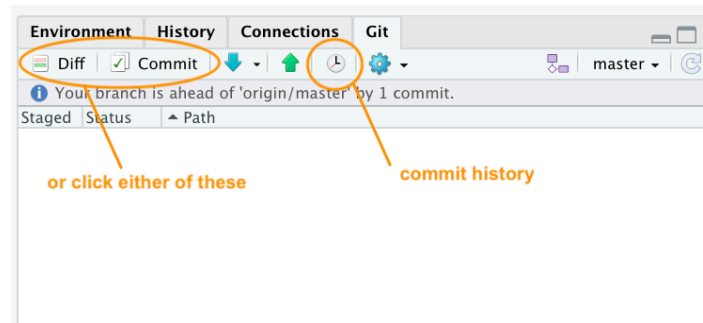 Environment History Connections Git
Diff Commit master
Your branch is ahead of 'origin/master' by 1 commit.
Staged Status Path
or click either of these
commit history